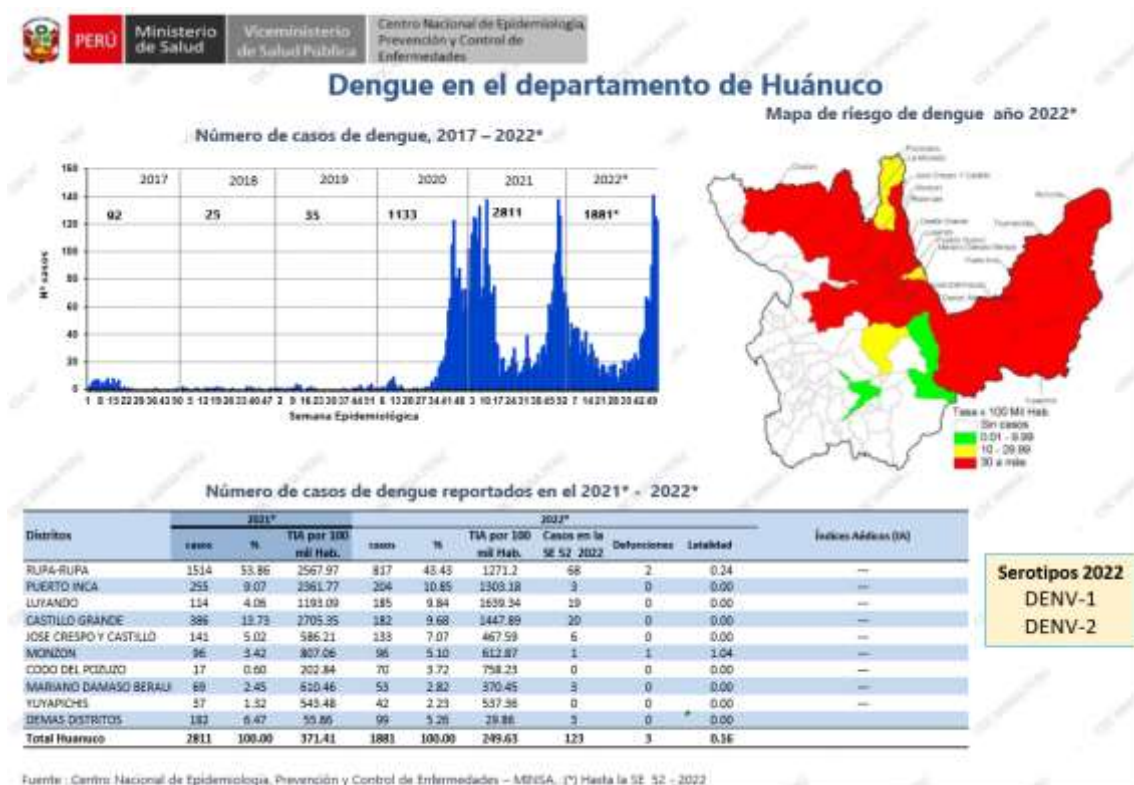 PERÚ
Ministerio
de Salud
Viceministerio
de Salud Pública
Centro Nacional de Epidemiología,
Prevención y Control de
Enfermedades
Dengue en el departamento de Huánuco
Número de casos de dengue, 2017 – 2022*
Mapa de riesgo de dengue año 2022*
2017 2018 2019 2020 2021 2022*
92 25 35 1133 2811 1881*
160
140
120
100
80
60
40
20
0
N° casos
Semana Epidemiológica
Tasa x 100 Mil Hab.
Sin casos
0.01 - 9.99
10 - 29.99
30 a más
Número de casos de dengue reportados en el 2021* - 2022*
Distritos 2021* 2022* Índices Aédicos (IA)
casos % TIA por 100 mil Hab. casos % TIA por 100 mil Hab. Casos en la SE 52 2022 Defunciones Letalidad
RUPA-RUPA 1514 53.86 2567.97 817 43.43 1271.2 68 2 0.24 ---
PUERTO INCA 255 9.07 2361.77 204 10.85 1303.18 3 0 0.00 ---
LUYANDO 114 4.06 1193.09 185 9.84 1639.34 19 0 0.00 ---
CASTILLO GRANDE 386 13.73 2705.35 182 9.68 1447.89 20 0 0.00 ---
JOSE CRESPO Y CASTILLO 141 5.02 586.21 133 7.07 467.59 6 0 0.00 ---
MONZON 96 3.42 807.06 96 5.10 612.87 1 1 1.04 ---
CODO DEL POZUZO 17 0.60 202.84 70 3.72 758.23 0 0 0.00 ---
MARIANO DAMASO BERAUI 69 2.45 610.46 53 2.82 370.45 3 0 0.00 ---
YUYAPICHIS 37 1.32 543.48 42 2.23 537.36 0 0 0.00 ---
DEMAS DISTRITOS 182 6.47 55.86 99 5.26 29.86 3 0 0.00
Total Huanuco 2811 100.00 371.41 1881 100.00 249.63 123 3 0.16
Serotipos 2022
DENV-1
DENV-2
Fuente : Centro Nacional de Epidemiología, Prevención y Control de Enfermedades – MINSA. (*) Hasta la SE 52 - 2022